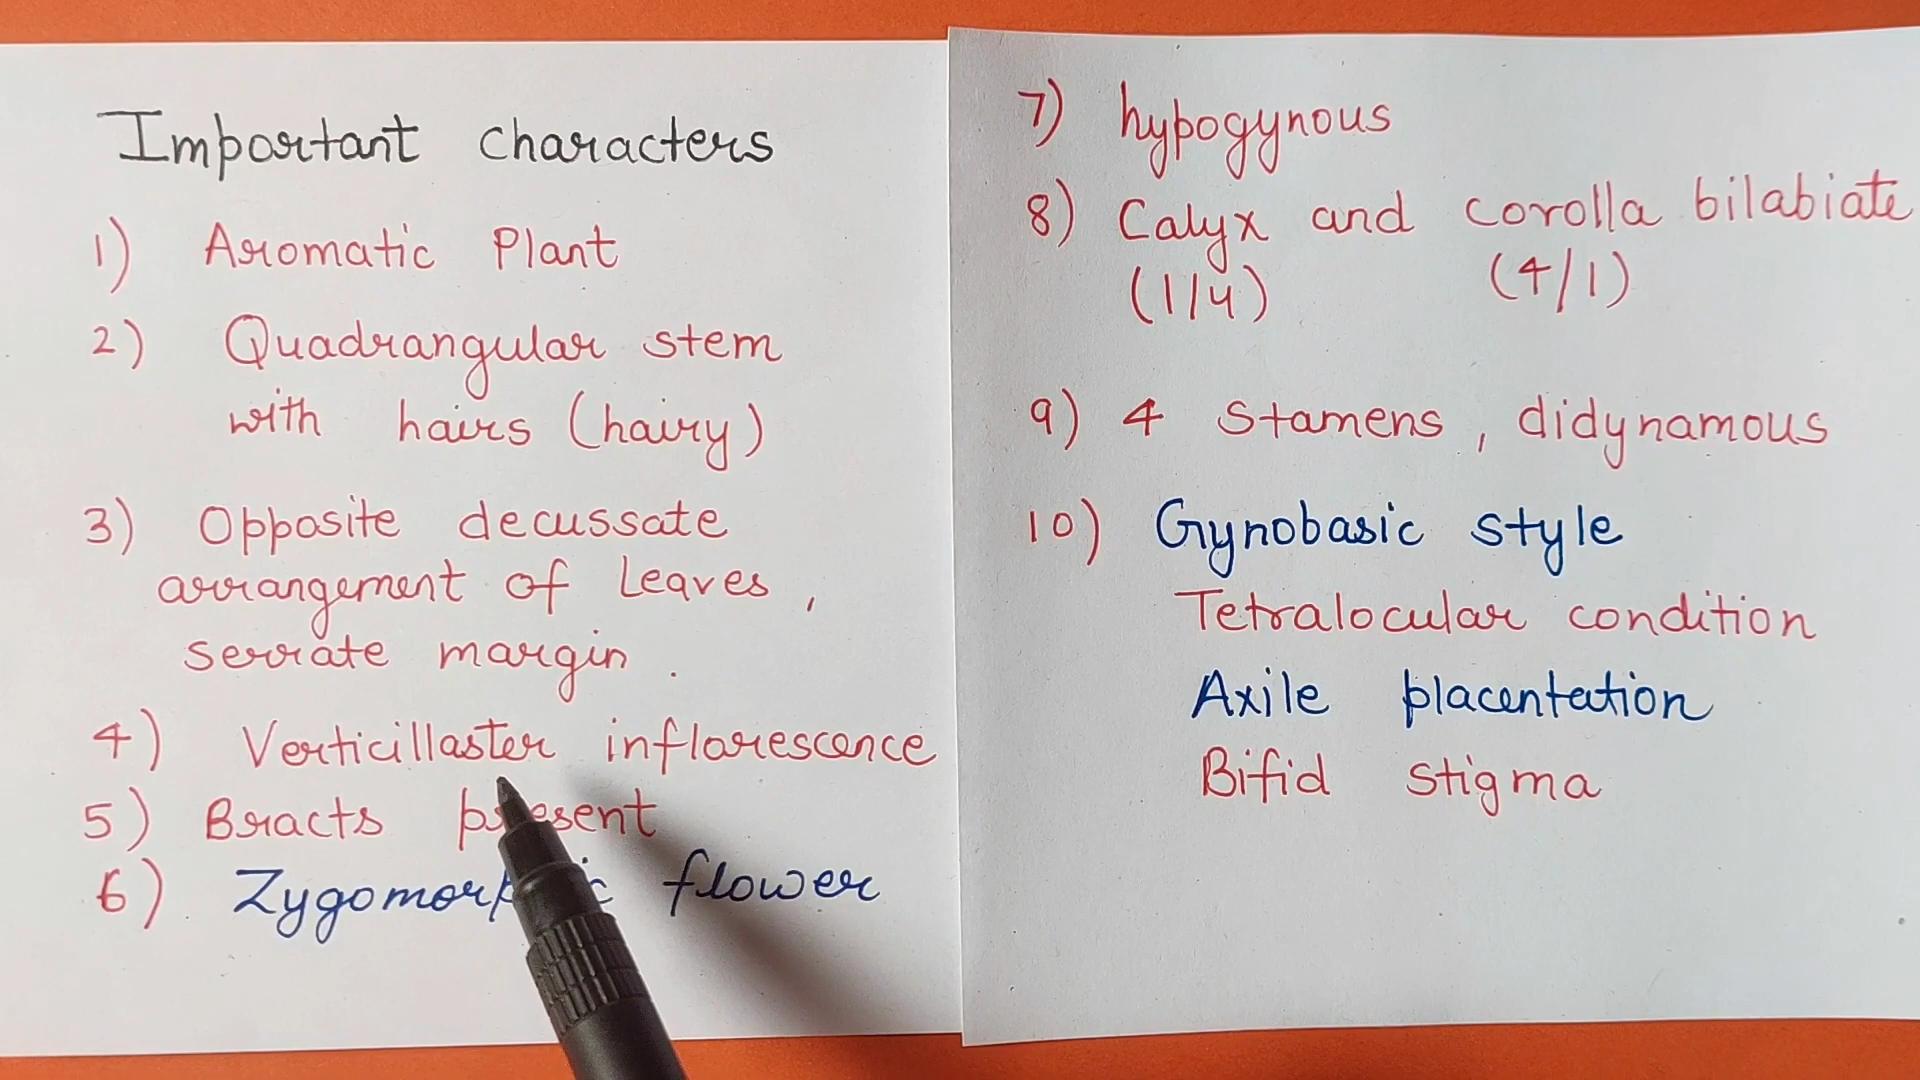 Important characters
1) Aromatic Plant
2) Quadrangular stem
with hairs (hairy)
3) Opposite decussate
arrangement of Leaves,
serrate margin.
4) Verticillaster inflorescence
5) Bracts present
6) Zygomorphic flower
7) hypogynous
8) Calyx and corolla bilabiate
(1/4) (4/1)
9) 4 stamens, didynamous
10) Gynobasic style
Tetralocular condition
Axile placentation
Bifid stigma